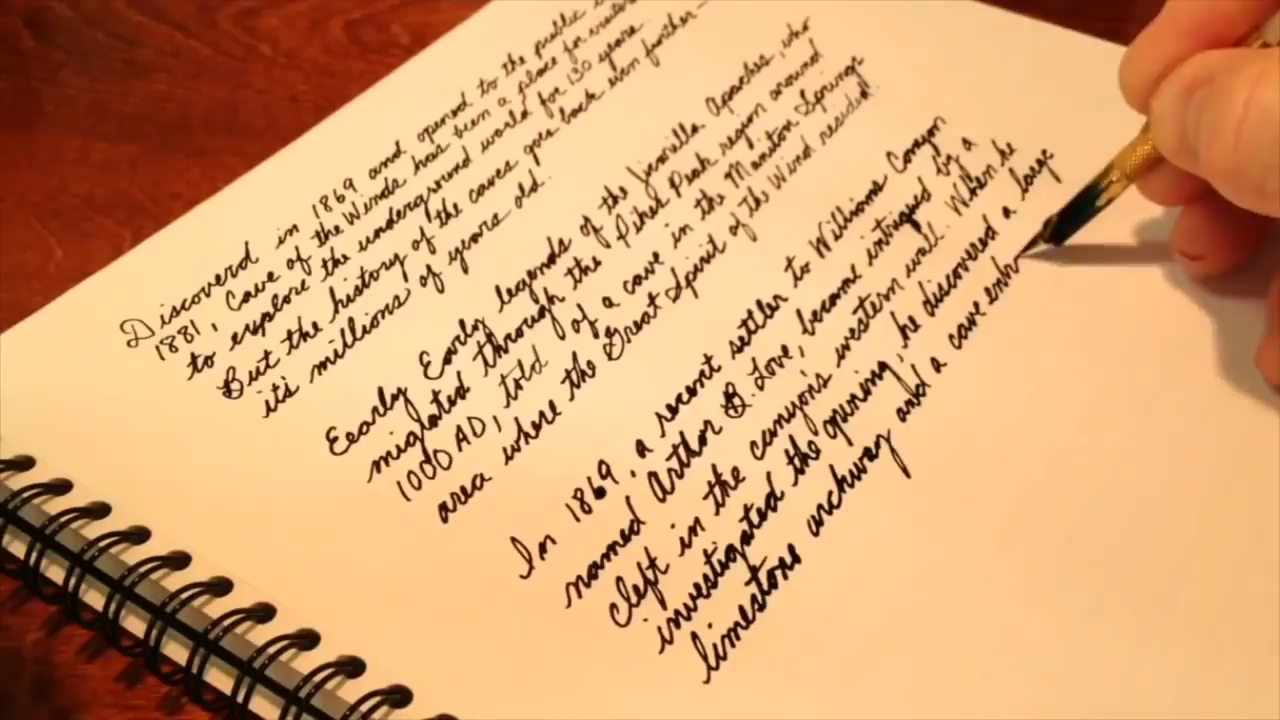 Discoverd in 1869 and opened to the public in
1881, Cave of the Winds has been a place for visitors
to explore the underground world for 130 years.
But the history of the caves goes back even further —
it's millions of years old.
Eearly Early legends of the Jicarilla Apaches, who
migrated through the Pikes Peak region around
1000 AD, told of a cave in the Manitou Springs
area where the Great Spirit of the Wind resided.
In 1869, a recent settler to Williams Canyon
named Arthor B. Love, became intrigued by a
cleft in the canyon's western wall. When he
investigated the opening, he discovered a large
limestone archway and a cave entr